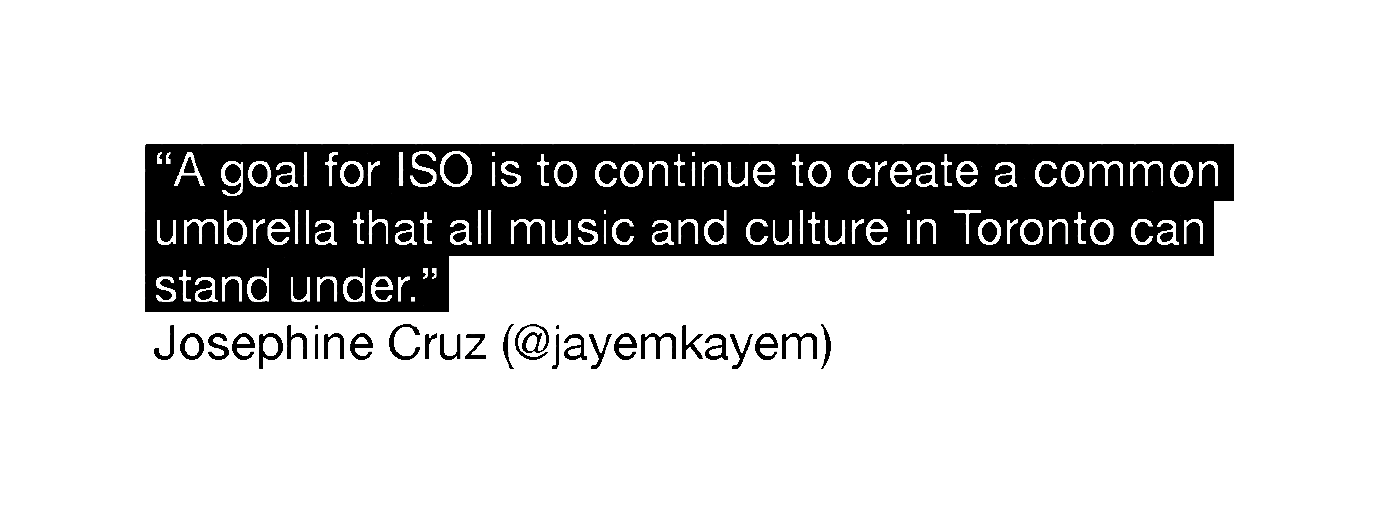 “A goal for ISO is to continue to create a common
umbrella that all music and culture in Toronto can
stand under.”
Josephine Cruz (@jayemkayem)